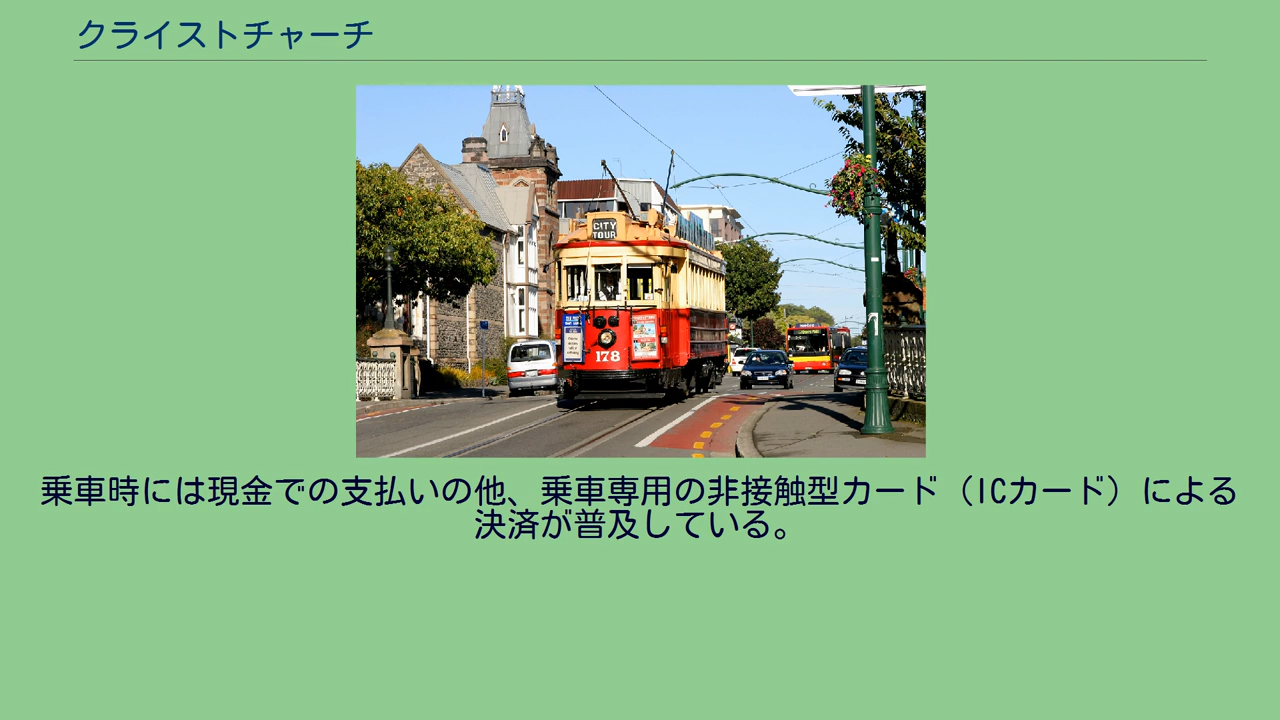 クライストチャーチ
CITY
TOUR
178
乗車時には現金での支払いの他、乗車専用の非接触型カード（ICカード）による
決済が普及している。